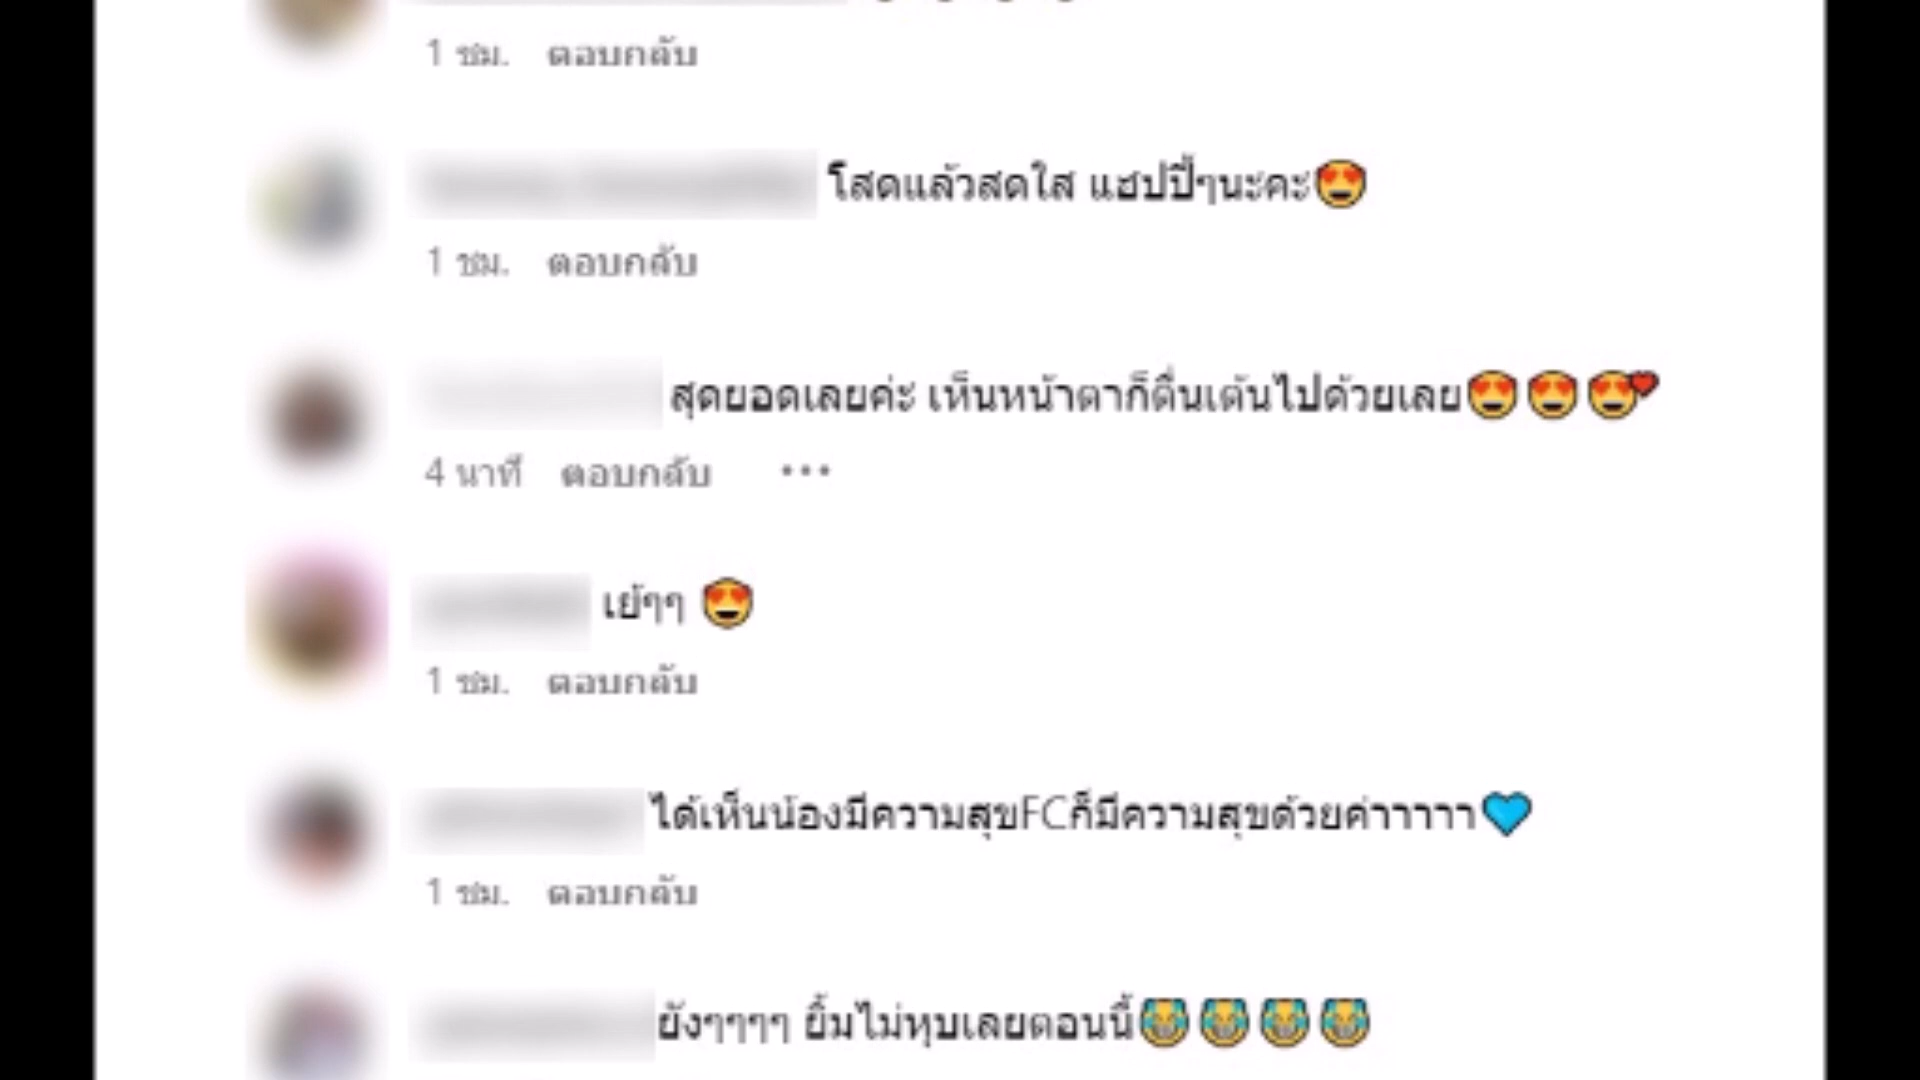 1 ชม. ตอบกลับ
โสดแล้วสดใส แฮปปี้ๆนะคะ😍
1 ชม. ตอบกลับ
สุดยอดเลยค่ะ เห็นหน้าตาก็ตื่นเต้นไปด้วยเลย😍😍😍❤
4 นาที ตอบกลับ •••
เย้ๆๆ 😍
1 ชม. ตอบกลับ
ได้เห็นน้องมีความสุขFCก็มีความสุขด้วยค่าาาาา💙
1 ชม. ตอบกลับ
ยังๆๆๆๆ ยิ้มไม่หุบเลยตอนนี้😹😹😹😹